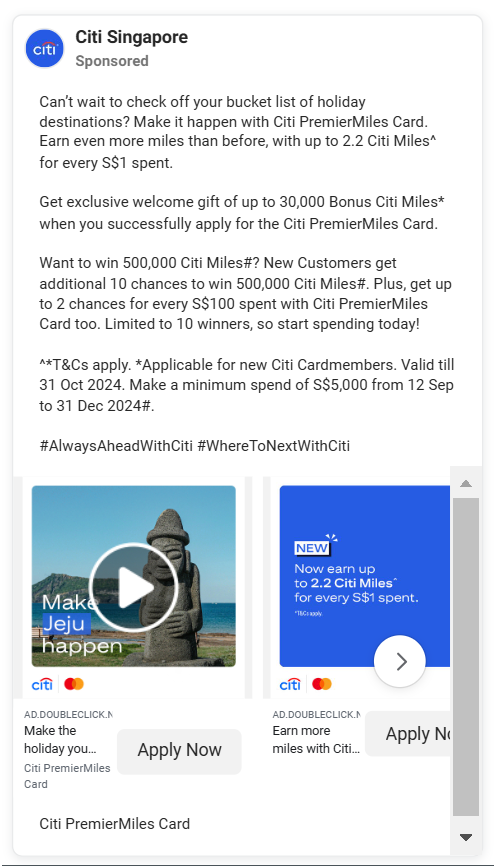 citi
Citi Singapore
Sponsored
Can’t wait to check off your bucket list of holiday
destinations? Make it happen with Citi PremierMiles Card.
Earn even more miles than before, with up to 2.2 Citi Miles^
for every S$1 spent.
Get exclusive welcome gift of up to 30,000 Bonus Citi Miles*
when you successfully apply for the Citi PremierMiles Card.
Want to win 500,000 Citi Miles#? New Customers get
additional 10 chances to win 500,000 Citi Miles#. Plus, get up
to 2 chances for every S$100 spent with Citi PremierMiles
Card too. Limited to 10 winners, so start spending today!
^*T&Cs apply. *Applicable for new Citi Cardmembers. Valid till
31 Oct 2024. Make a minimum spend of S$5,000 from 12 Sep
to 31 Dec 2024#.
#AlwaysAheadWithCiti #WhereToNextWithCiti
Make
Jeju
happen
citi
AD.DOUBLECLICK.N
Make the
holiday you...
Citi PremierMiles
Card
Apply Now
NEW
Now earn up
to 2.2 Citi Miles^
for every S$1 spent.
^T&Cs apply.
citi
AD.DOUBLECLICK.N
Earn more
miles with Citi...
Apply No
Citi PremierMiles Card